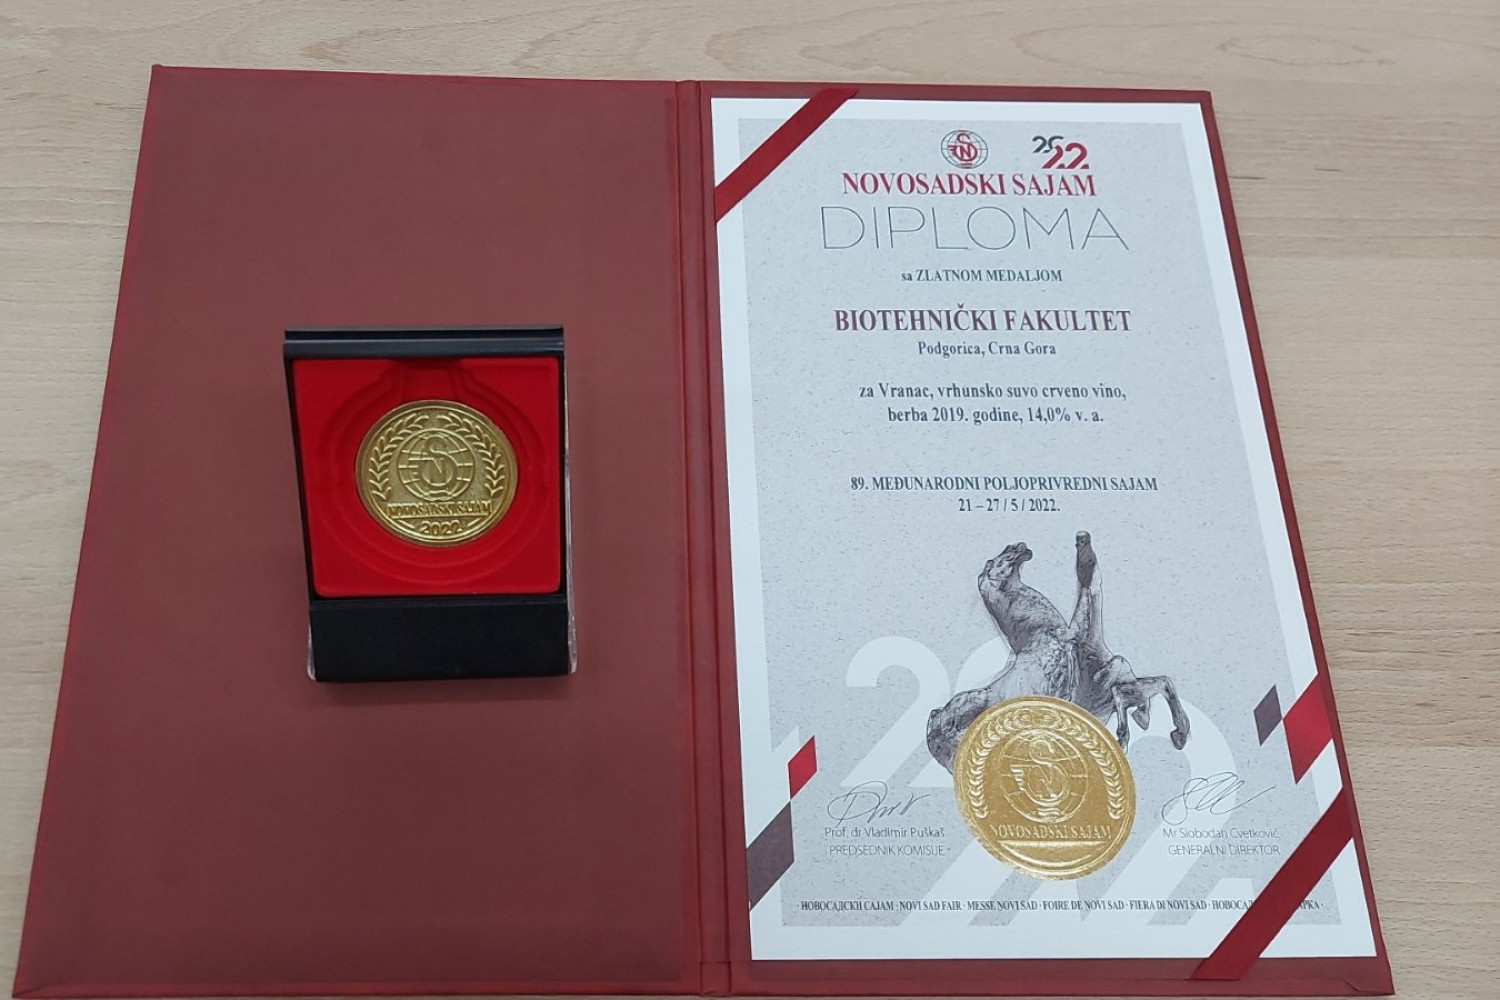 NOVOSADSKI SAJAM
2022
2022
NOVOSADSKI SAJAM
DIPLOMA
sa ZLATNOM MEDALJOM
BIOTEHNIČKI FAKULTET
Podgorica, Crna Gora
za Vranac, vrhunsko suvo crveno vino,
berba 2019. godine, 14,0% v. a.
89. MEĐUNARODNI POLJOPRIVREDNI SAJAM
21 – 27 / 5 / 2022.
2022
NOVOSADSKI SAJAM
Prof. dr Vladimir Puškaš
PREDSEDNIK KOMISIJE
Mr Slobodan Cvetković
GENERALNI DIREKTOR
· НОВОСАДСКИ САЈАМ · NOVI SAD FAIR · MESSE NOVI SAD · FOIRE DE NOVI SAD · FIERA DI NOVI SAD ·